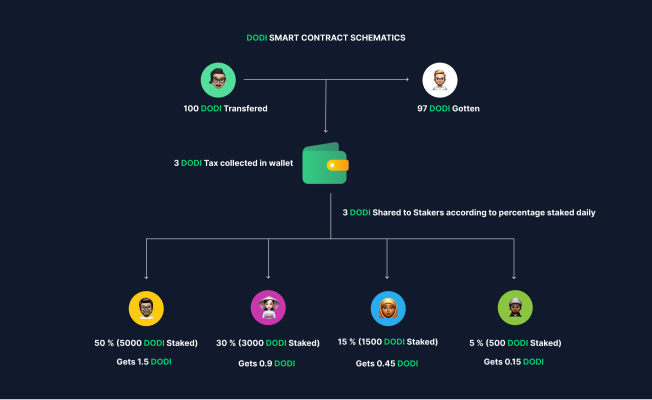 DODI SMART CONTRACT SCHEMATICS
100 DODI Transfered
97 DODI Gotten
3 DODI Tax collected in wallet
3 DODI Shared to Stakers according to percentage staked daily
50 % (5000 DODI Staked)
Gets 1.5 DODI
30 % (3000 DODI Staked)
Gets 0.9 DODI
15 % (1500 DODI Staked)
Gets 0.45 DODI
5 % (500 DODI Staked)
Gets 0.15 DODI